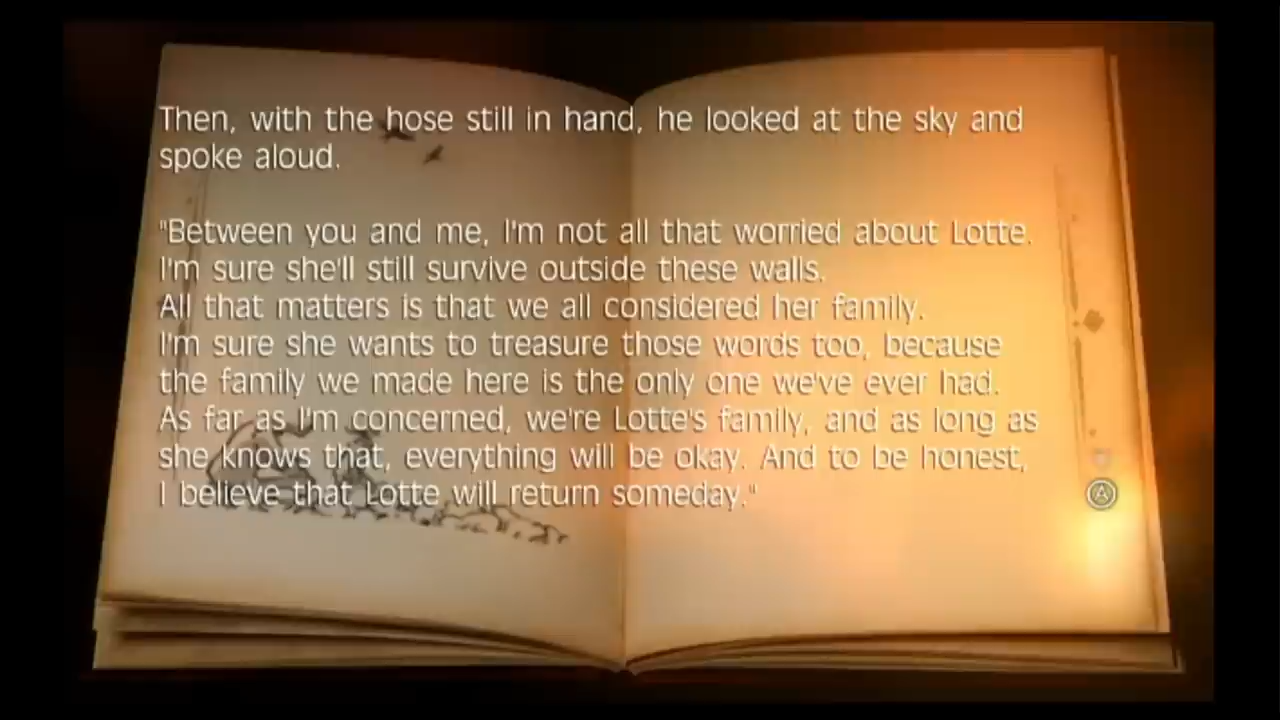 Then, with the hose still in hand, he looked at the sky and
spoke aloud.
"Between you and me, I'm not all that worried about Lotte.
I'm sure she'll still survive outside these walls.
All that matters is that we all considered her family.
I'm sure she wants to treasure those words too, because
the family we made here is the only one we've ever had.
As far as I'm concerned, we're Lotte's family, and as long as
she knows that, everything will be okay. And to be honest,
I believe that Lotte will return someday."
A